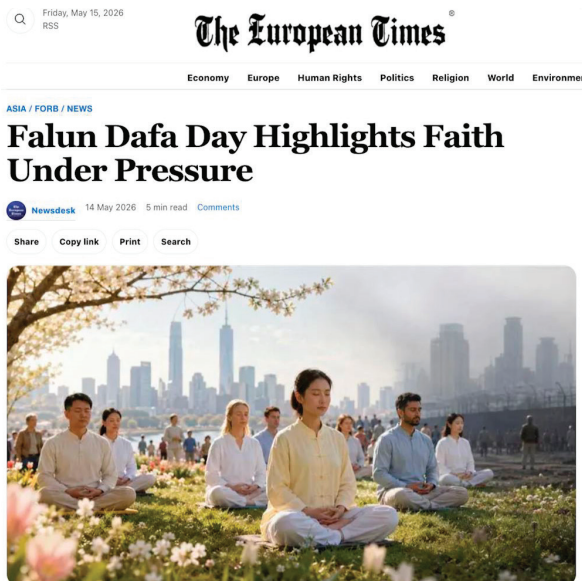 Friday, May 15, 2026
RSS
The European Times
®
Economy Europe Human Rights Politics Religion World Environme
ASIA / FORB / NEWS
Falun Dafa Day Highlights Faith
Under Pressure
Newsdesk 14 May 2026 5 min read Comments
Share Copy link Print Search